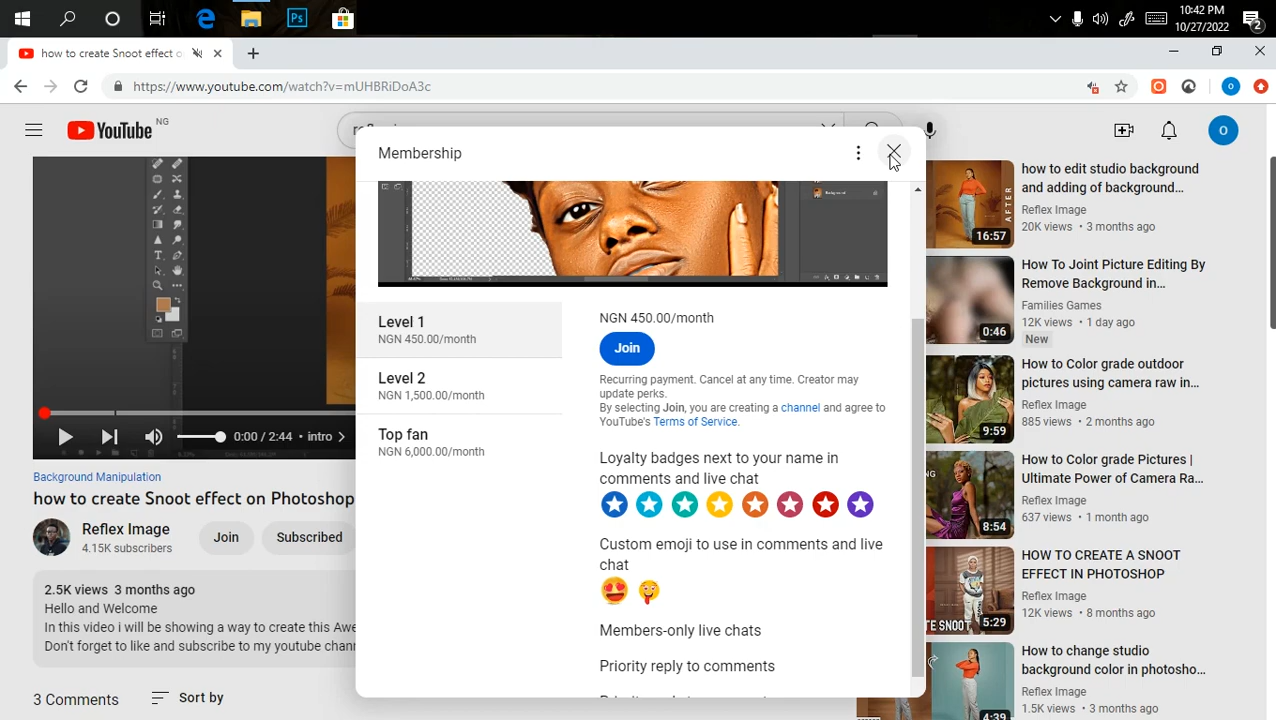 Ps
10:42 PM
10/27/2022
2
how to create Snoot effect o
https://www.youtube.com/watch?v=mUHBRiDoA3c
YouTube NG
Membership
Level 1
NGN 450.00/month
Level 2
NGN 1,500.00/month
Top fan
NGN 6,000.00/month
NGN 450.00/month
Join
Recurring payment. Cancel at any time. Creator may
update perks.
By selecting Join, you are creating a channel and agree to
YouTube's Terms of Service.
Loyalty badges next to your name in
comments and live chat
Custom emoji to use in comments and live
chat
Members-only live chats
Priority reply to comments
0:00 / 2:44 • intro
Background Manipulation
how to create Snoot effect on Photoshop
Reflex Image
4.15K subscribers
Join
Subscribed
2.5K views 3 months ago
Hello and Welcome
In this video i will be showing a way to create this Awe
Don't forget to like and subscribe to my youtube chann
3 Comments
Sort by
AFTER
16:57
how to edit studio background
and adding of background...
Reflex Image
20K views • 3 months ago
0:46
How To Joint Picture Editing By
Remove Background in...
Families Games
12K views • 1 day ago
New
9:59
How to Color grade outdoor
pictures using camera raw in...
Reflex Image
885 views • 2 months ago
8:54
How to Color grade Pictures |
Ultimate Power of Camera Ra...
Reflex Image
637 views • 1 month ago
TE SNOOT
5:29
HOW TO CREATE A SNOOT
EFFECT IN PHOTOSHOP
Reflex Image
12K views • 8 months ago
4:39
How to change studio
background color in photosho...
Reflex Image
1.5K views • 3 months ago